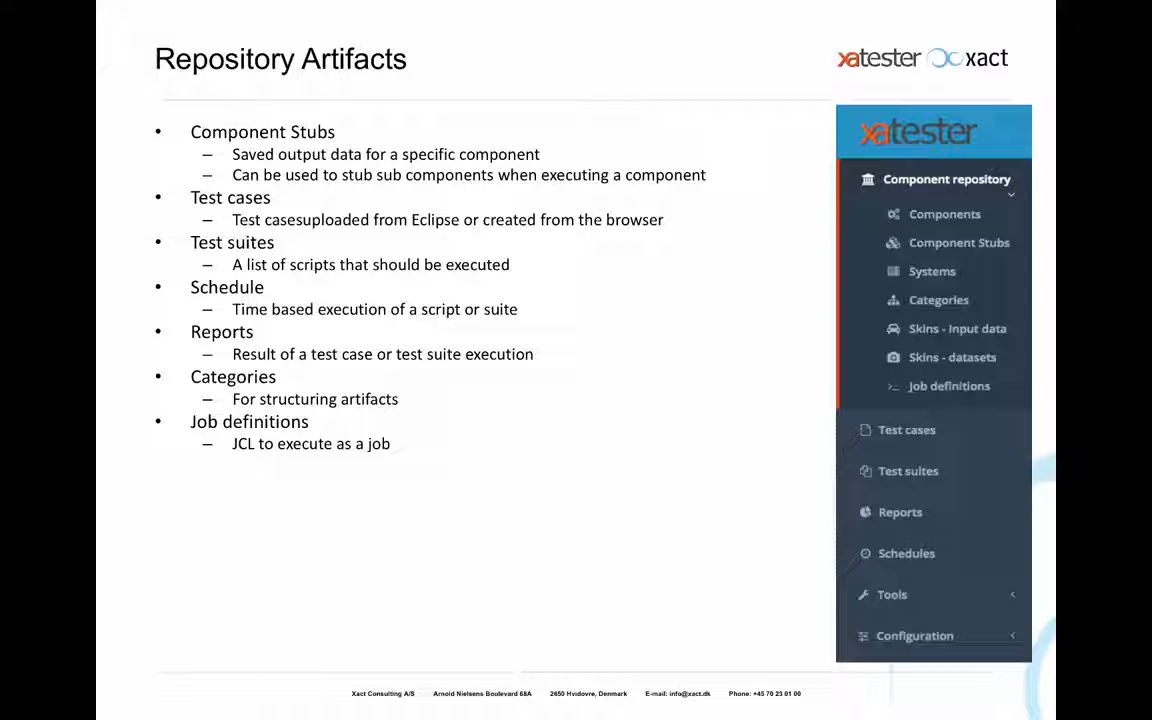 Repository Artifacts
xatester xact
• Component Stubs
– Saved output data for a specific component
– Can be used to stub sub components when executing a component
• Test cases
– Test casesuploaded from Eclipse or created from the browser
• Test suites
– A list of scripts that should be executed
• Schedule
– Time based execution of a script or suite
• Reports
– Result of a test case or test suite execution
• Categories
– For structuring artifacts
• Job definitions
– JCL to execute as a job
xatester
Component repository
Components
Component Stubs
Systems
Categories
Skins - Input data
Skins - datasets
Job definitions
Test cases
Test suites
Reports
Schedules
Tools
Configuration
Xact Consulting A/S Arnold Nielsens Boulevard 68A 2650 Hvidovre, Denmark E-mail: info@xact.dk Phone: +45 70 23 01 00